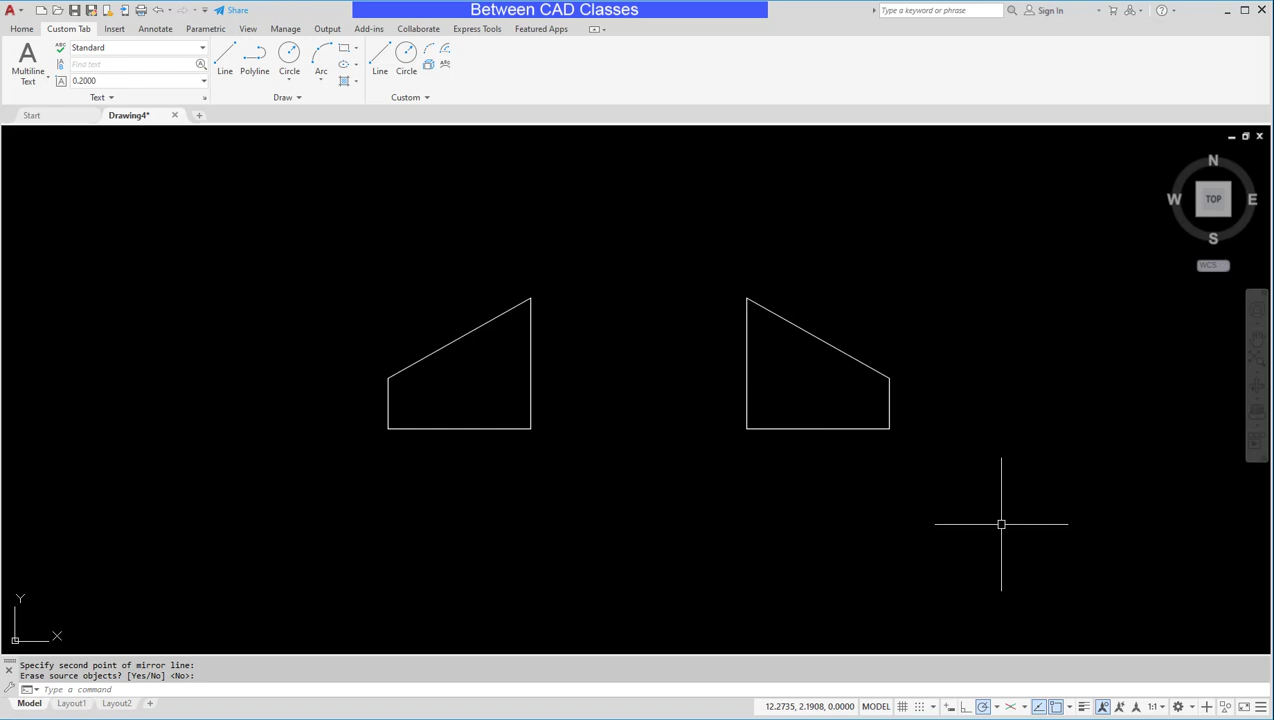 Share
Between CAD Classes
Type a keyword or phrase
Sign In
Home
Custom Tab
Insert
Annotate
Parametric
View
Manage
Output
Add-ins
Collaborate
Express Tools
Featured Apps
A
Multiline
Text
ABC
Standard
Find text
A
0.2000
Text
Line
Polyline
Circle
Arc
Draw
Line
Circle
ABC
Custom
Start
Drawing4*
N
W
TOP
E
S
WCS
Y
X
Specify second point of mirror line:
Erase source objects? [Yes/No] <No>:
Type a command
Model
Layout1
Layout2
12.2735, 2.1908, 0.0000
MODEL
1:1